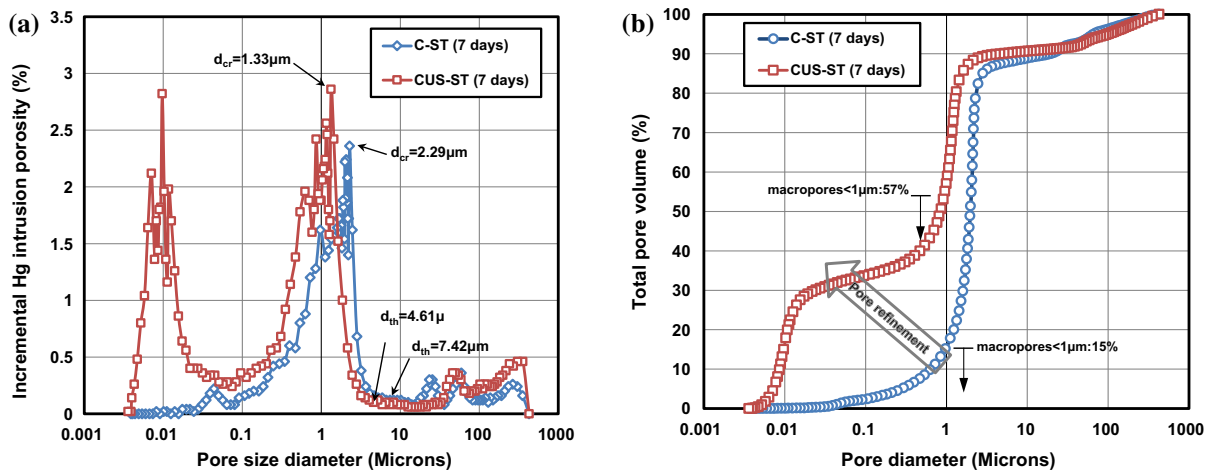 (a)
Incremental Hg intrusion porosity (%)
3.5
3
2.5
2
1.5
1
0.5
0
C-ST (7 days)
CUS-ST (7 days)
dcr=1.33µm
dcr=2.29µm
dth=4.61µ
dth=7.42µm
0.001 0.01 0.1 1 10 100 1000
Pore size diameter (Microns)
(b)
Total pore volume (%)
100
90
80
70
60
50
40
30
20
10
0
C-ST (7 days)
CUS-ST (7 days)
macropores<1µm:57%
Pore refinement
macropores<1µm:15%
0.001 0.01 0.1 1 10 100 1000
Pore diameter (Microns)